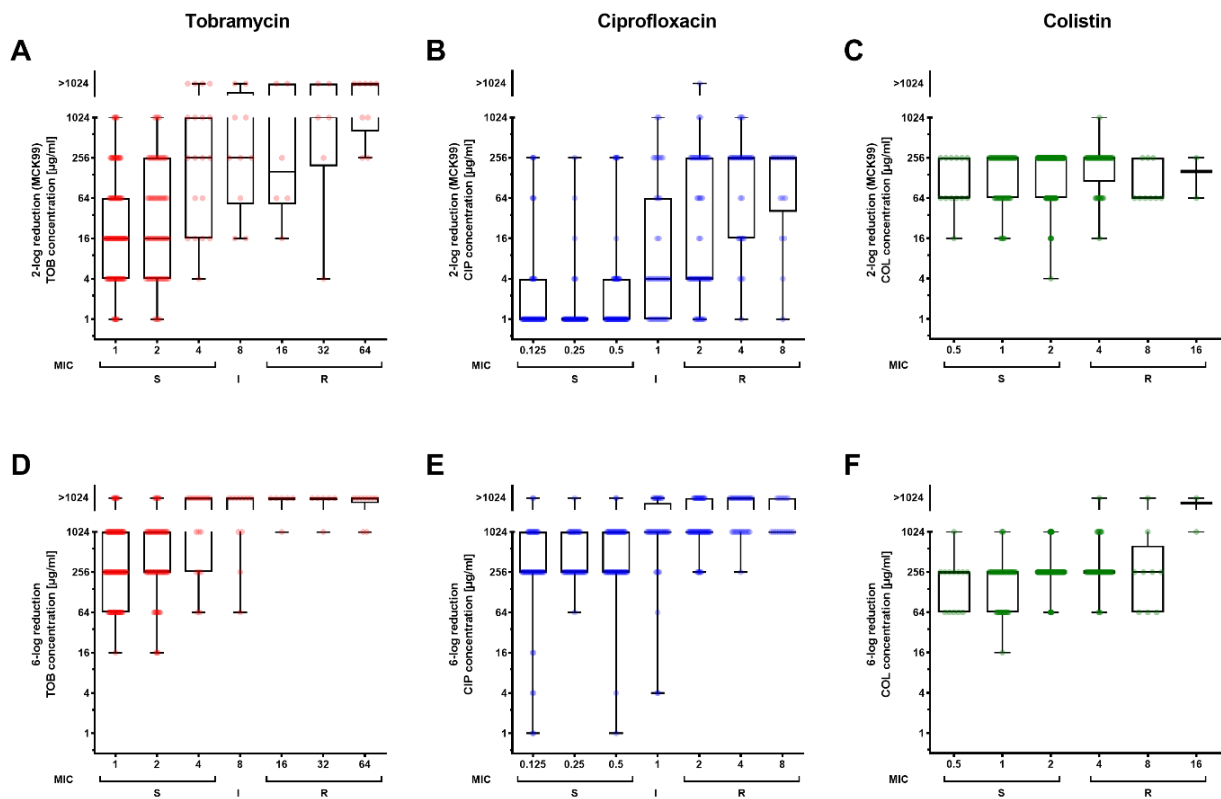 Tobramycin
Ciprofloxacin
Colistin
A
2-log reduction (MCK99)
TOB concentration [µg/ml]
>1024
1024
256
64
16
4
1
1 2 4 8 16 32 64
MIC
S I R
B
2-log reduction (MCK99)
CIP concentration [µg/ml]
>1024
1024
256
64
16
4
1
0.125 0.25 0.5 1 2 4 8
MIC
S I R
C
2-log reduction (MCK99)
COL concentration [µg/ml]
>1024
1024
256
64
16
4
1
0.5 1 2 4 8 16
MIC
S R
D
6-log reduction
TOB concentration [µg/ml]
>1024
1024
256
64
16
4
1
1 2 4 8 16 32 64
MIC
S I R
E
6-log reduction
CIP concentration [µg/ml]
>1024
1024
256
64
16
4
1
0.125 0.25 0.5 1 2 4 8
MIC
S I R
F
6-log reduction
COL concentration [µg/ml]
>1024
1024
256
64
16
4
1
0.5 1 2 4 8 16
MIC
S R